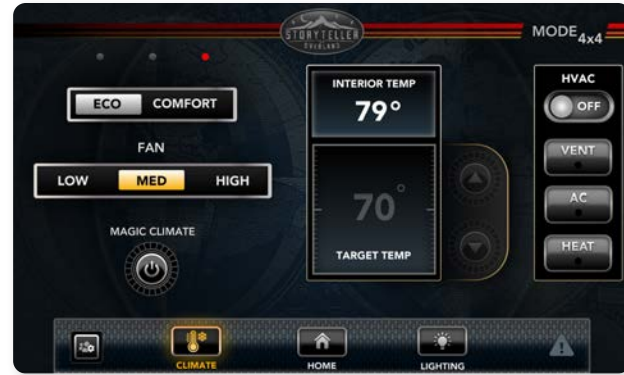 STORYTELLER
OVERLAND
MODE4x4
ECO COMFORT
FAN
LOW MED HIGH
MAGIC CLIMATE
INTERIOR TEMP
79°
70°
TARGET TEMP
HVAC
OFF
VENT
AC
HEAT
CLIMATE
HOME
LIGHTING